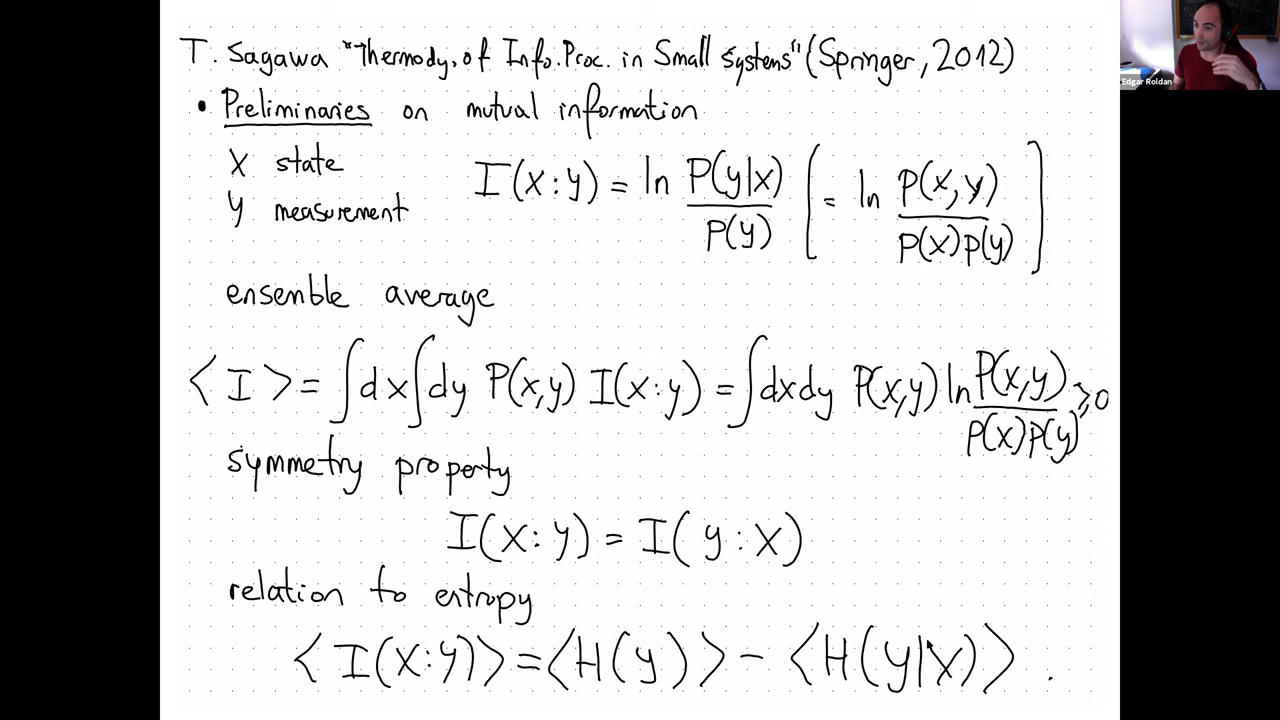 T. Sagawa "Thermody. of Info. Proc. in Small Systems" (Springer, 2012)
Edgar Roldan
• Preliminaries on mutual information
X state
y measurement
I(x:y) = ln P(y|x)/P(y) [= ln P(x,y)/P(x)p(y)]
ensemble average
<I> = ∫dx∫dy P(x,y) I(x:y) = ∫dxdy P(x,y) ln P(x,y)/P(x)P(y) ≥0
symmetry property
I(x:y) = I(y:x)
relation to entropy
<I(x:y)> = <H(y)> − <H(y|x)> .